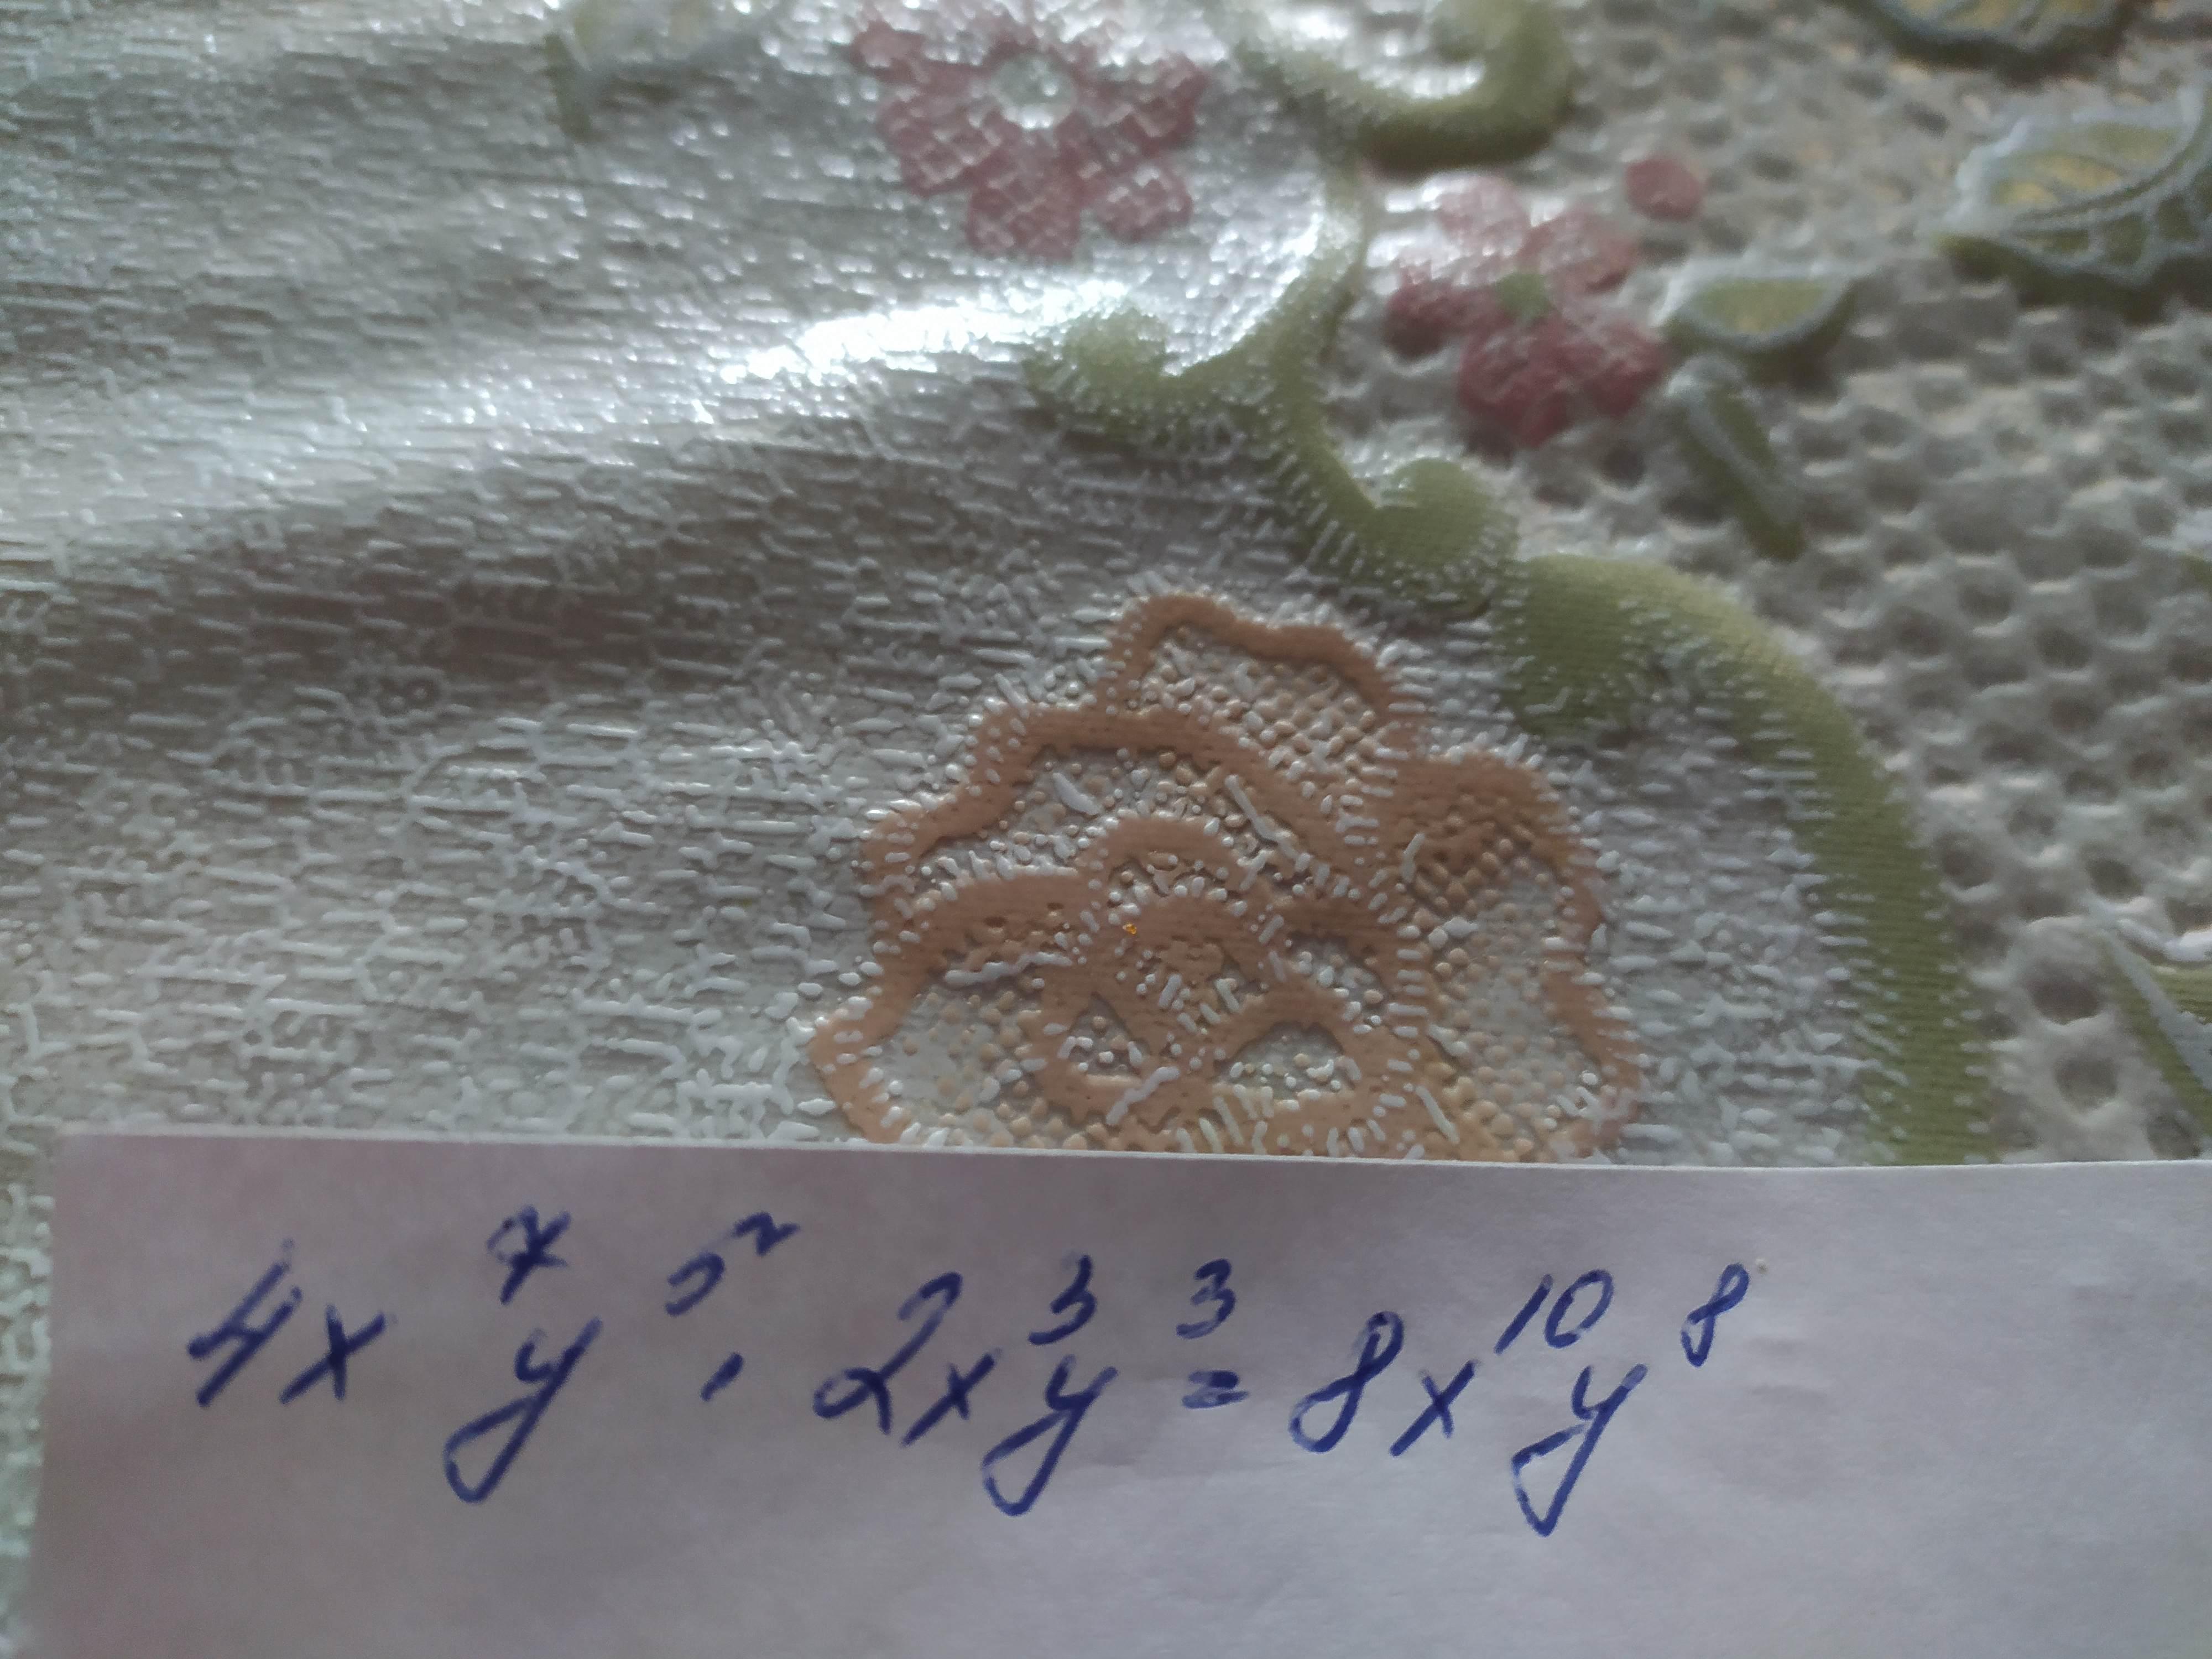 4x⁷y⁵ · 2x³y³ = 8x¹⁰y⁸